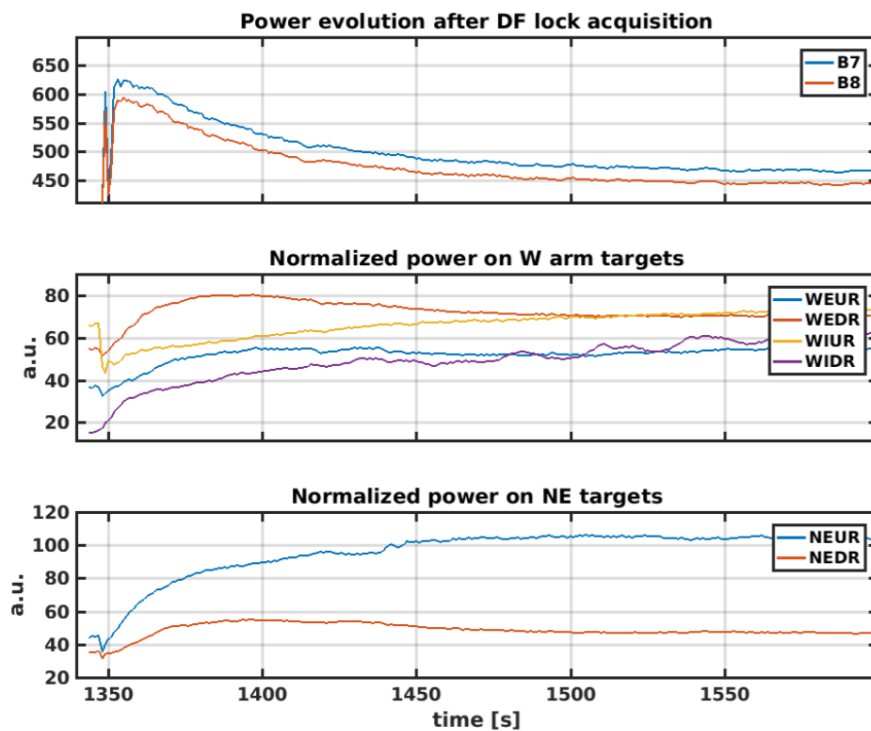 Power evolution after DF lock acquisition
650
600
550
500
450
B7
B8
Normalized power on W arm targets
80
60
40
20
a.u.
WEUR
WEDR
WIUR
WIDR
Normalized power on NE targets
120
100
80
60
40
20
a.u.
NEUR
NEDR
1350 1400 1450 1500 1550
time [s]